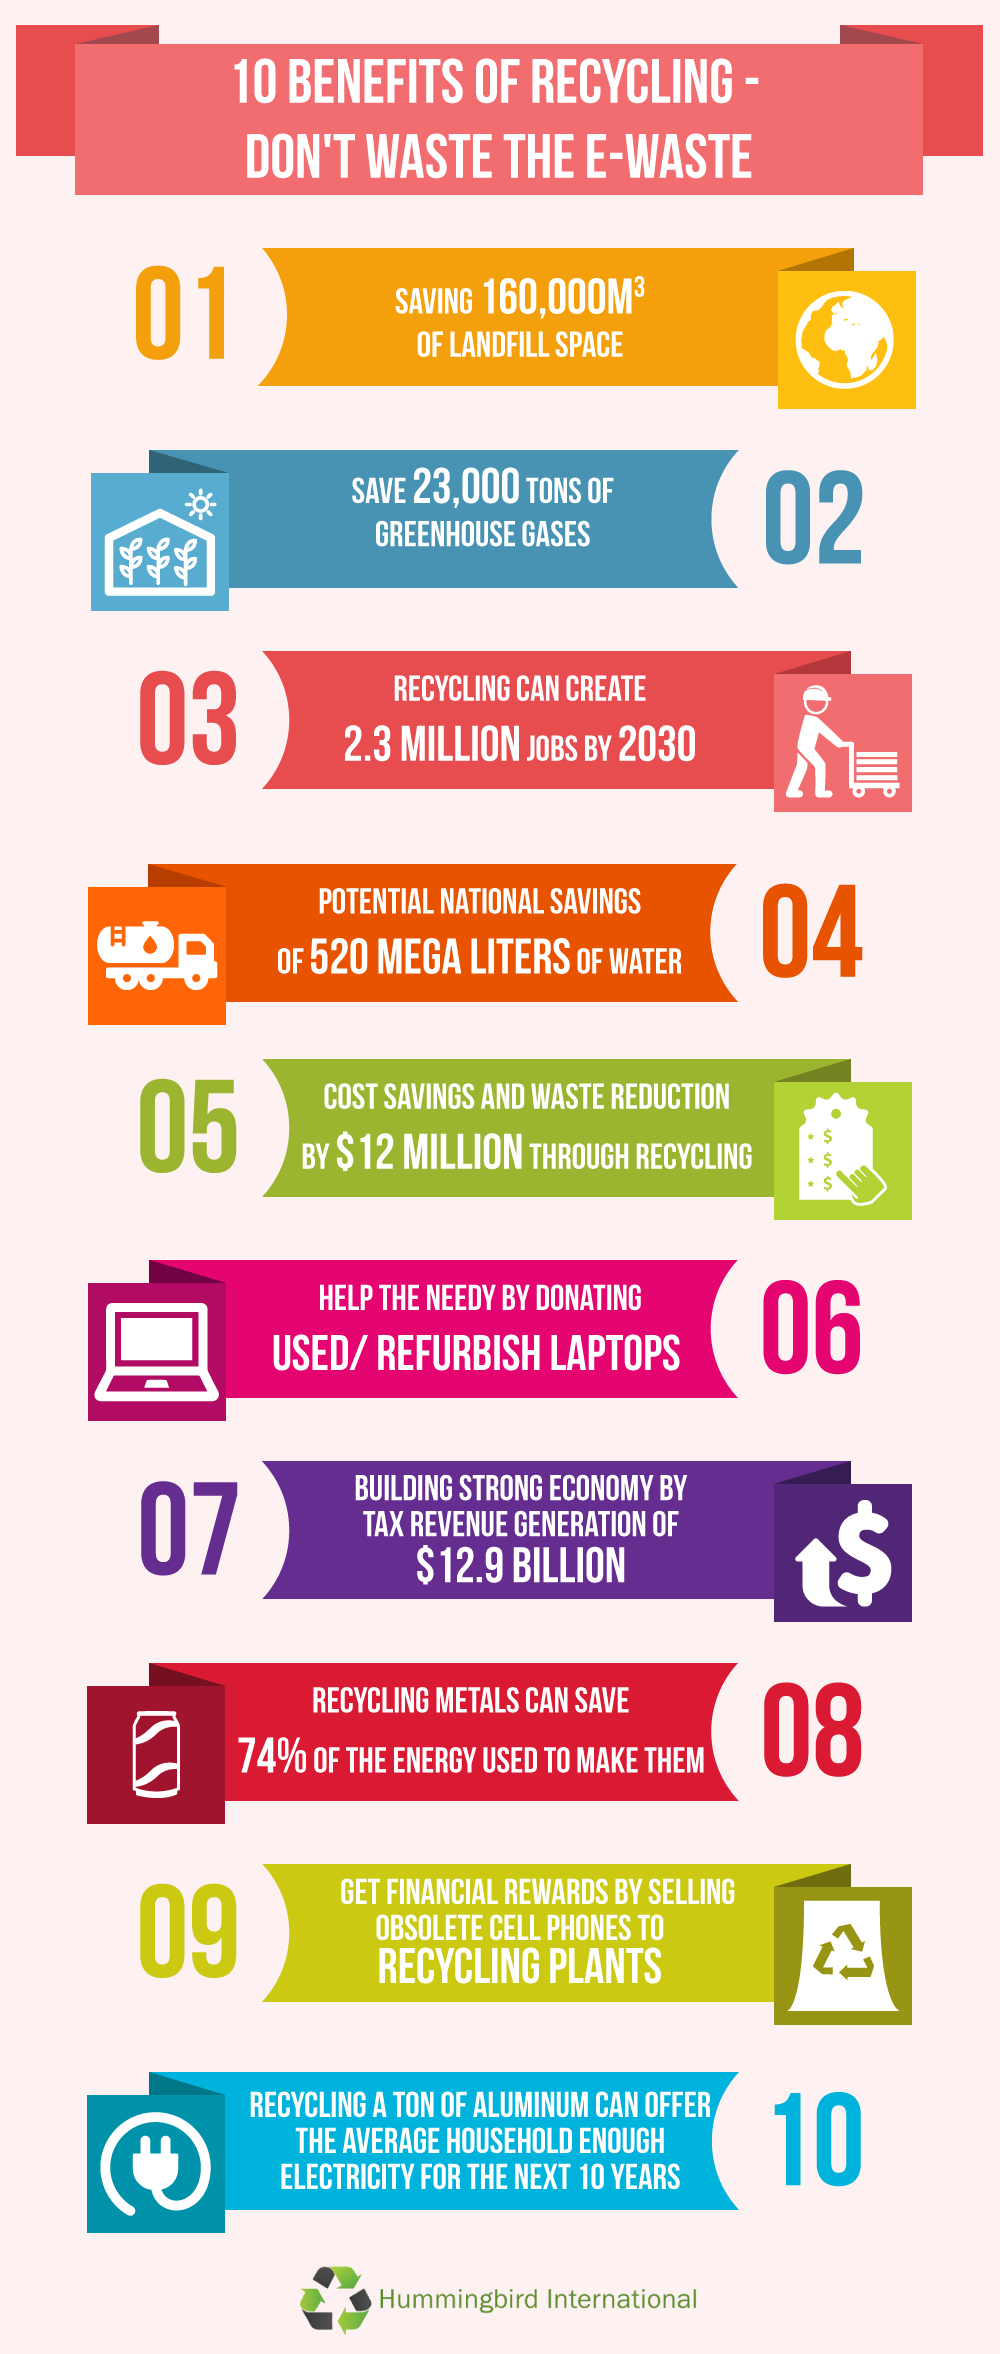 10 BENEFITS OF RECYCLING -
DON'T WASTE THE E-WASTE
01
SAVING 160,000M³
OF LANDFILL SPACE
SAVE 23,000 TONS OF
GREENHOUSE GASES
02
03
RECYCLING CAN CREATE
2.3 MILLION JOBS BY 2030
POTENTIAL NATIONAL SAVINGS
OF 520 MEGA LITERS OF WATER
04
05
COST SAVINGS AND WASTE REDUCTION
BY $12 MILLION THROUGH RECYCLING
$
$
$
HELP THE NEEDY BY DONATING
USED/ REFURBISH LAPTOPS
06
07
BUILDING STRONG ECONOMY BY
TAX REVENUE GENERATION OF
$12.9 BILLION
$
RECYCLING METALS CAN SAVE
74% OF THE ENERGY USED TO MAKE THEM
08
09
GET FINANCIAL REWARDS BY SELLING
OBSOLETE CELL PHONES TO
RECYCLING PLANTS
RECYCLING A TON OF ALUMINUM CAN OFFER
THE AVERAGE HOUSEHOLD ENOUGH
ELECTRICITY FOR THE NEXT 10 YEARS
10
Hummingbird International